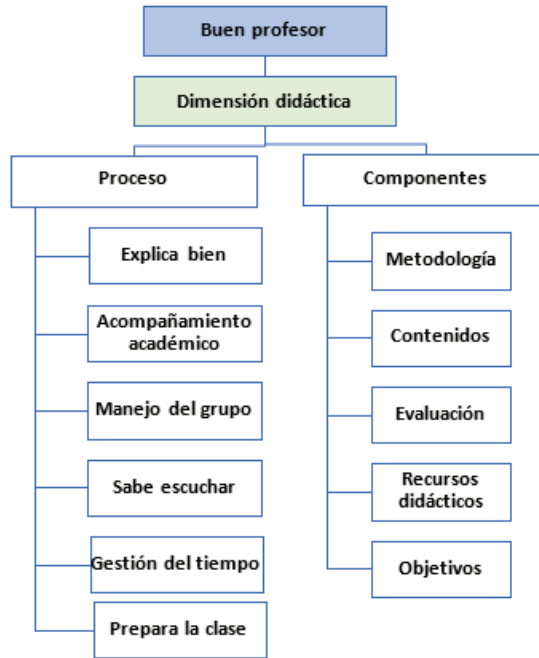 Buen profesor
Dimensión didáctica
Proceso
Explica bien
Acompañamiento
académico
Manejo del grupo
Sabe escuchar
Gestión del tiempo
Prepara la clase
Componentes
Metodología
Contenidos
Evaluación
Recursos
didácticos
Objetivos